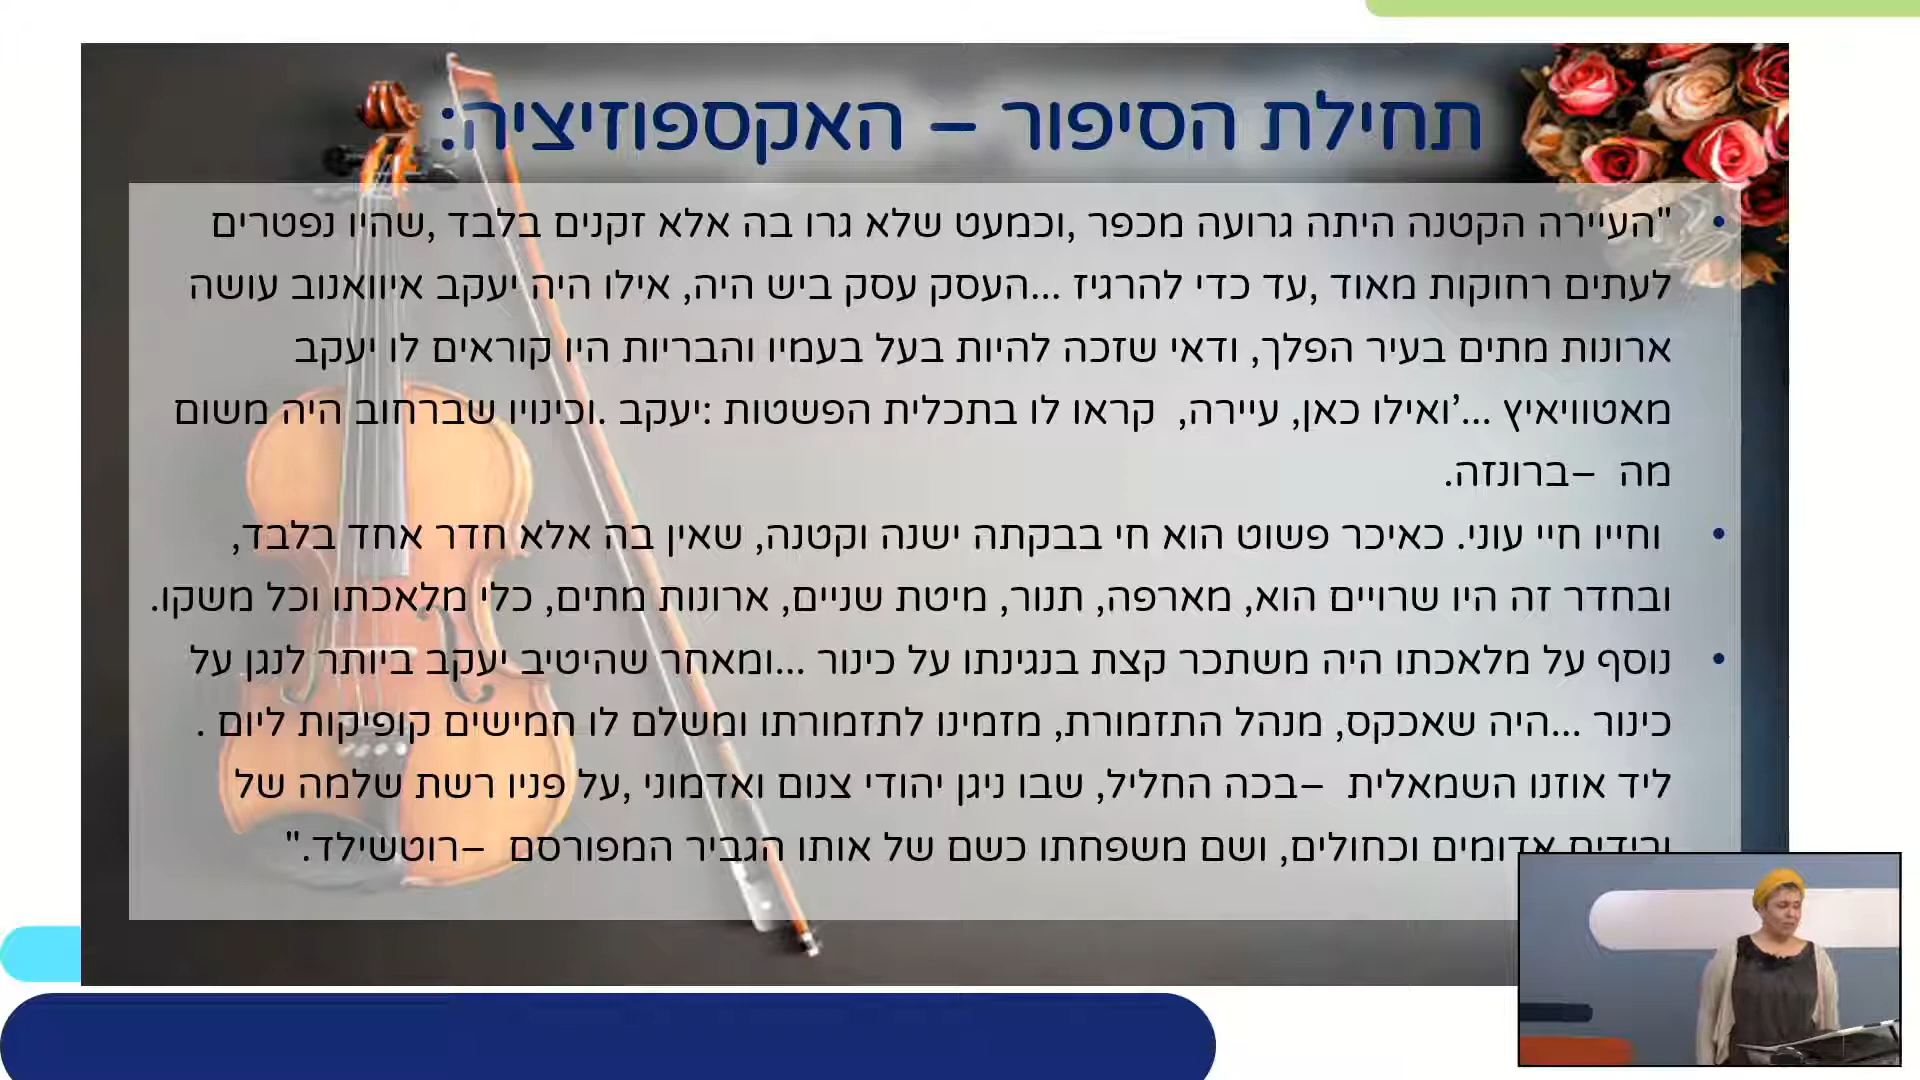 תחילת הסיפור – האקספוזיציה:
• "העיירה הקטנה היתה גרועה מכפר ,וכמעט שלא גרו בה אלא זקנים בלבד ,שהיו נפטרים
לעתים רחוקות מאוד ,עד כדי להרגיז ...העסק עסק ביש היה, אילו היה יעקב איוואנוב עושה
ארונות מתים בעיר הפלך, ודאי שזכה להיות בעל בעמיו והבריות היו קוראים לו יעקב
מאטוויאיץ ...'ואילו כאן, עיירה, קראו לו בתכלית הפשטות :יעקב .וכינויו שברחוב היה משום
מה –ברונזה.
• וחייו חיי עוני. כאיכר פשוט הוא חי בבקתה ישנה וקטנה, שאין בה אלא חדר אחד בלבד,
ובחדר זה היו שרויים הוא, מארפה, תנור, מיטת שניים, ארונות מתים, כלי מלאכתו וכל משקו.
• נוסף על מלאכתו היה משתכר קצת בנגינתו על כינור ...ומאחר שהיטיב יעקב ביותר לנגן על
כינור ...היה שאכקס, מנהל התזמורת, מזמינו לתזמורתו ומשלם לו חמישים קופיקות ליום .
ליד אוזנו השמאלית –בכה החליל, שבו ניגן יהודי צנום ואדמוני ,על פניו רשת שלמה של
ורידים אדומים וכחולים, ושם משפחתו כשם של אותו הגביר המפורסם –רוטשילד."